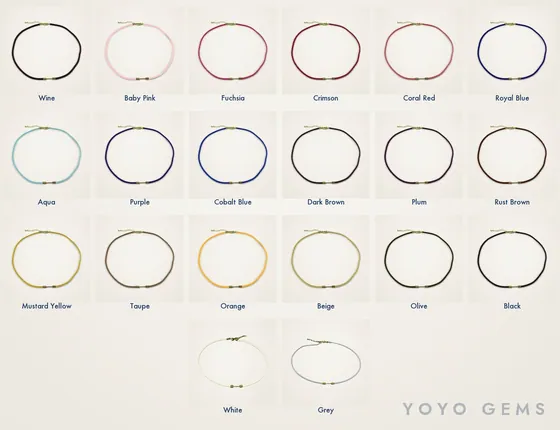 Wine Baby Pink Fuchsia Crimson Coral Red Royal Blue
Aqua Purple Cobalt Blue Dark Brown Plum Rust Brown
Mustard Yellow Taupe Orange Beige Olive Black
White Grey
YOYO GEMS